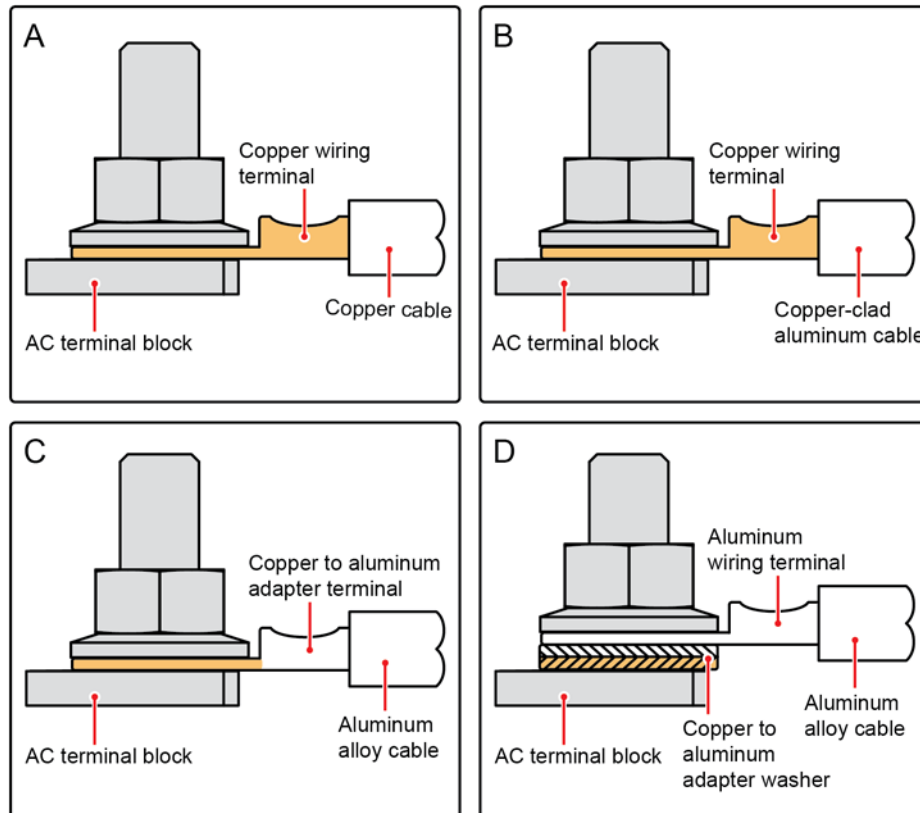 A
Copper wiring
terminal
Copper cable
AC terminal block
B
Copper wiring
terminal
Copper-clad
aluminum cable
AC terminal block
C
Copper to aluminum
adapter terminal
Aluminum
alloy cable
AC terminal block
D
Aluminum
wiring terminal
Aluminum
alloy cable
Copper to
aluminum
adapter washer
AC terminal block